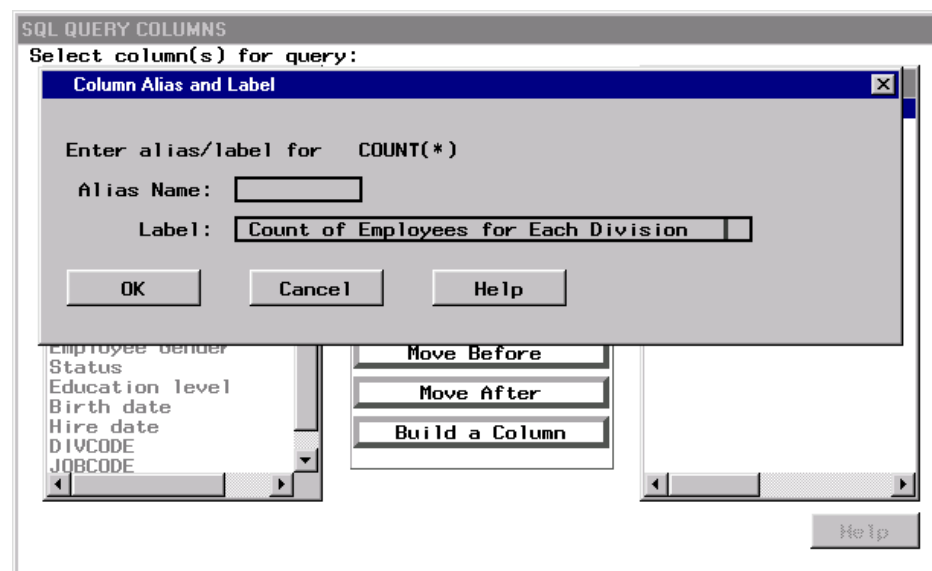 SQL QUERY COLUMNS
Select column(s) for query:
Column Alias and Label
Enter alias/label for COUNT(*)
Alias Name:
Label: Count of Employees for Each Division
OK Cancel Help
Employee Gender
Status
Education level
Birth date
Hire date
DIVCODE
JOBCODE
Move Before
Move After
Build a Column
Help